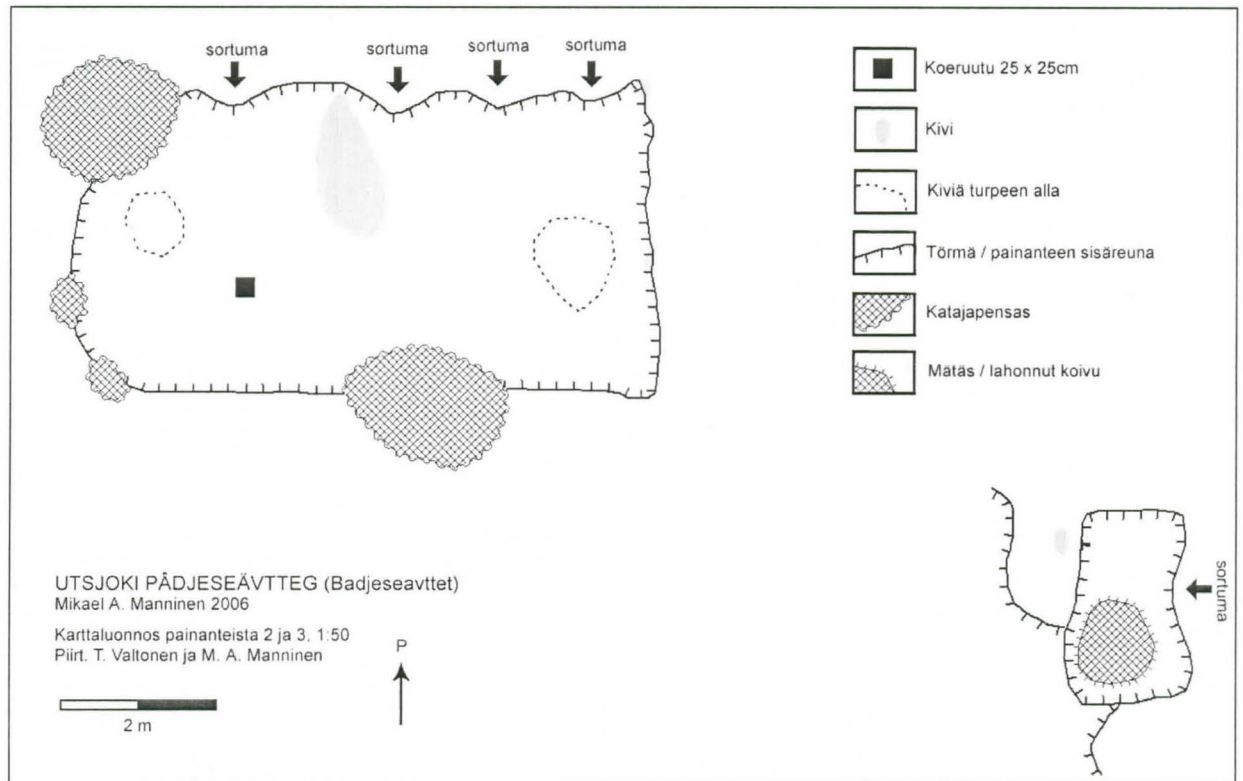 sortuma
sortuma
sortuma
sortuma
Koeruutu 25 x 25cm
Kivi
Kiviä turpeen alla
Törmä / painanteen sisäreuna
Katajapensas
Mätäs / lahonnut koivu
sortuma
UTSJOKI PÅDJESEÄVTTEG (Badjeseavttet)
Mikael A. Manninen 2006
Karttaluonnos painanteista 2 ja 3, 1:50
Piirt. T. Valtonen ja M. A. Manninen
P
2 m